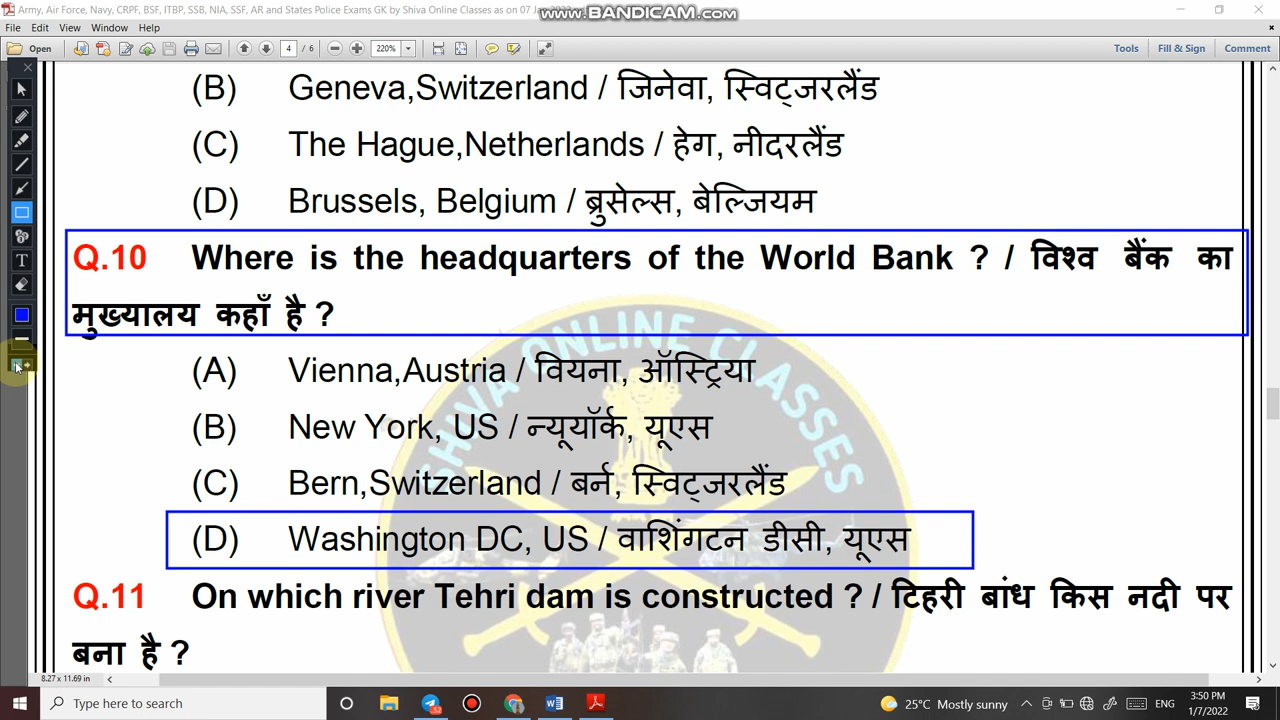 Army, Air Force, Navy, CRPF, BSF, ITBP, SSB, NIA, SSF, AR and States Police Exams GK by Shiva Online Classes as on 07 Ja
www.BANDICAM.com
File Edit View Window Help
Open 4 / 6 220% Tools Fill & Sign Comment
(B) Geneva,Switzerland / जिनेवा, स्विट्जरलैंड
(C) The Hague,Netherlands / हेग, नीदरलैंड
(D) Brussels, Belgium / ब्रुसेल्स, बेल्जियम
Q.10 Where is the headquarters of the World Bank ? / विश्व बैंक का
मुख्यालय कहाँ है ?
(A) Vienna,Austria / वियना, ऑस्ट्रिया
(B) New York, US / न्यूयॉर्क, यूएस
(C) Bern,Switzerland / बर्न, स्विट्जरलैंड
(D) Washington DC, US / वाशिंगटन डीसी, यूएस
Q.11 On which river Tehri dam is constructed ? / टिहरी बांध किस नदी पर
बना है ?
SHIVA ONLINE CLASSES
8.27 x 11.69 in
Type here to search 25°C Mostly sunny ENG 3:50 PM
1/7/2022